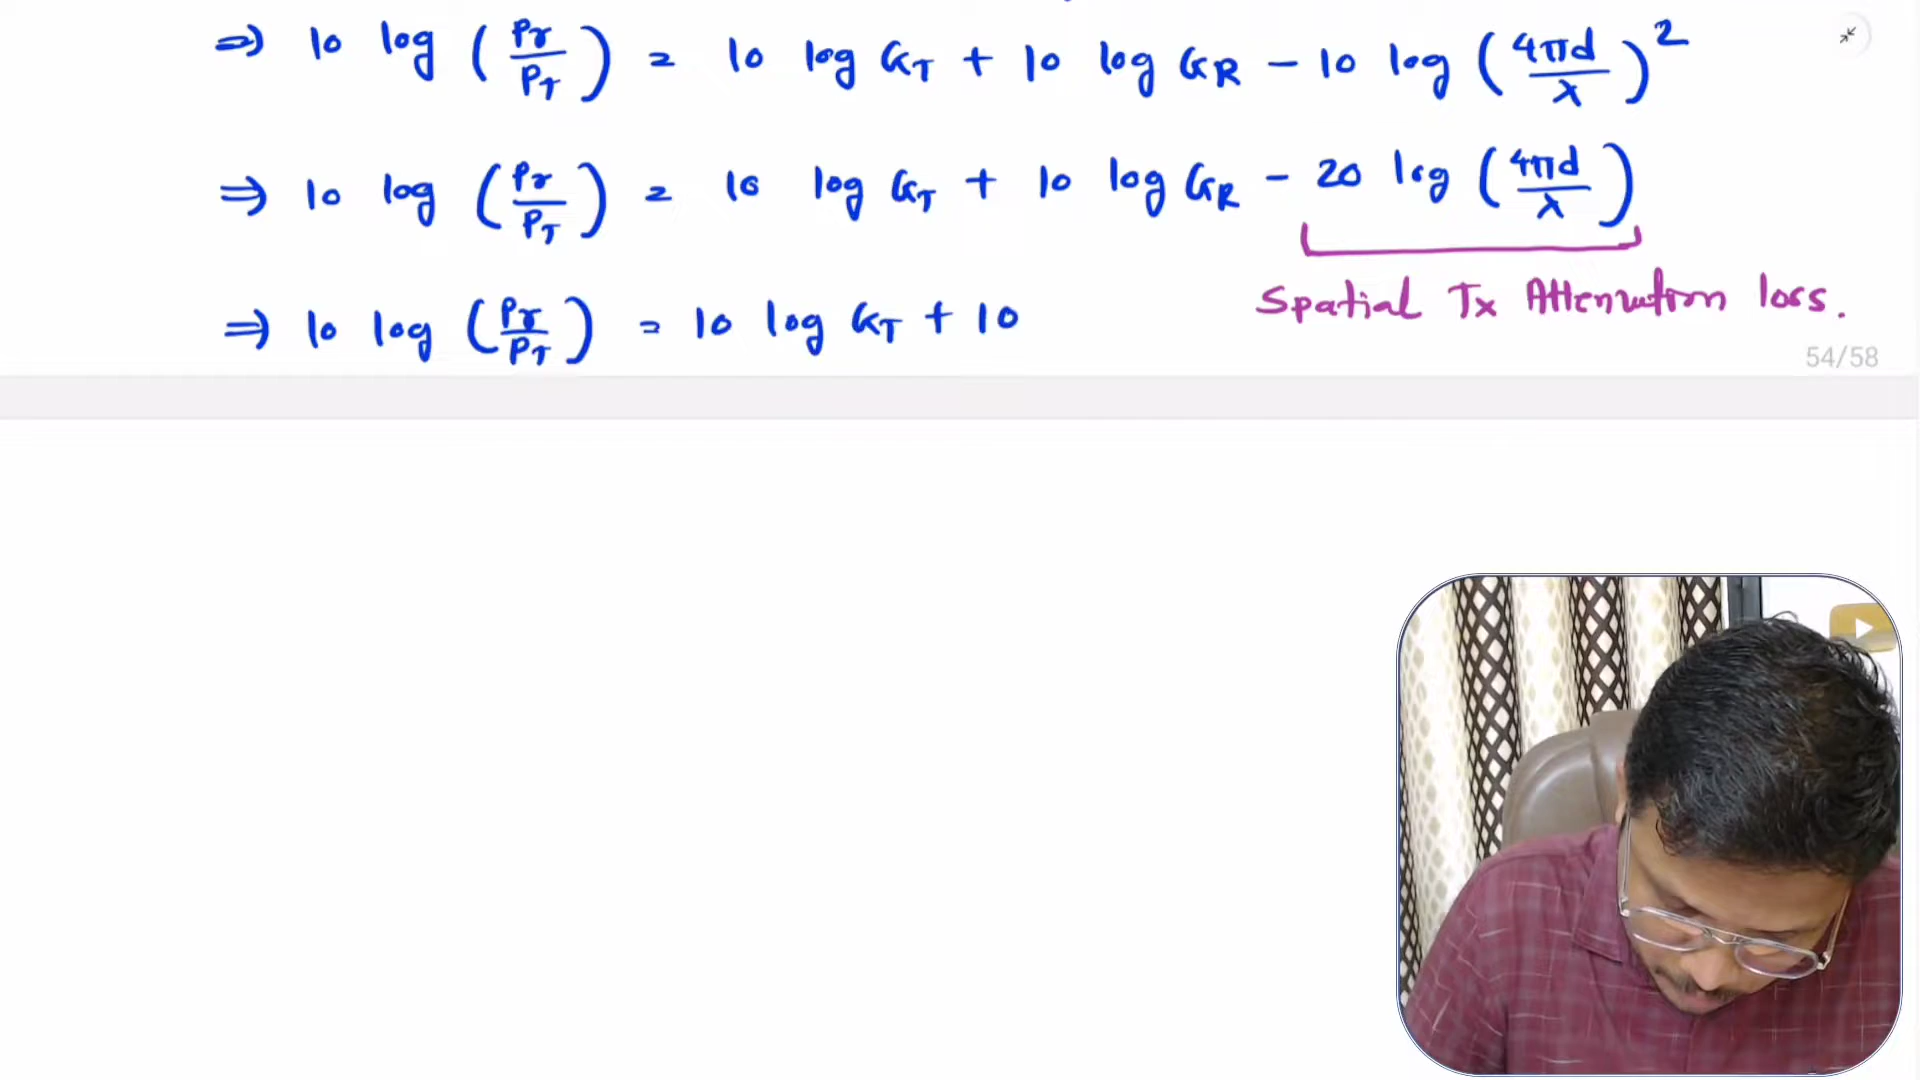 ⇒ 10 log (Pr/PT) = 10 log GT + 10 log GR - 10 log (4πd/λ)²
⇒ 10 log (Pr/PT) = 10 log GT + 10 log GR - 20 log (4πd/λ)
Spatial Tx Attenuation loss.
⇒ 10 log (Pr/PT) = 10 log GT + 10
54/58